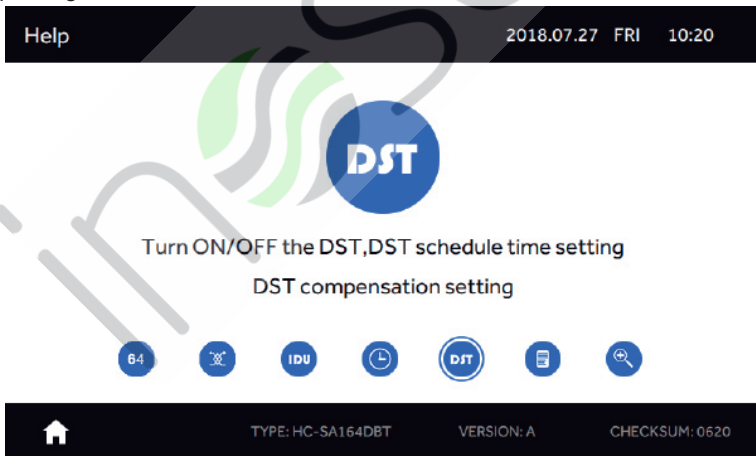 Help 2018.07.27 FRI 10:20
DST
Turn ON/OFF the DST,DST schedule time setting
DST compensation setting
64 IDU DST
TYPE: HC-SA164DBT VERSION: A CHECKSUM: 0620